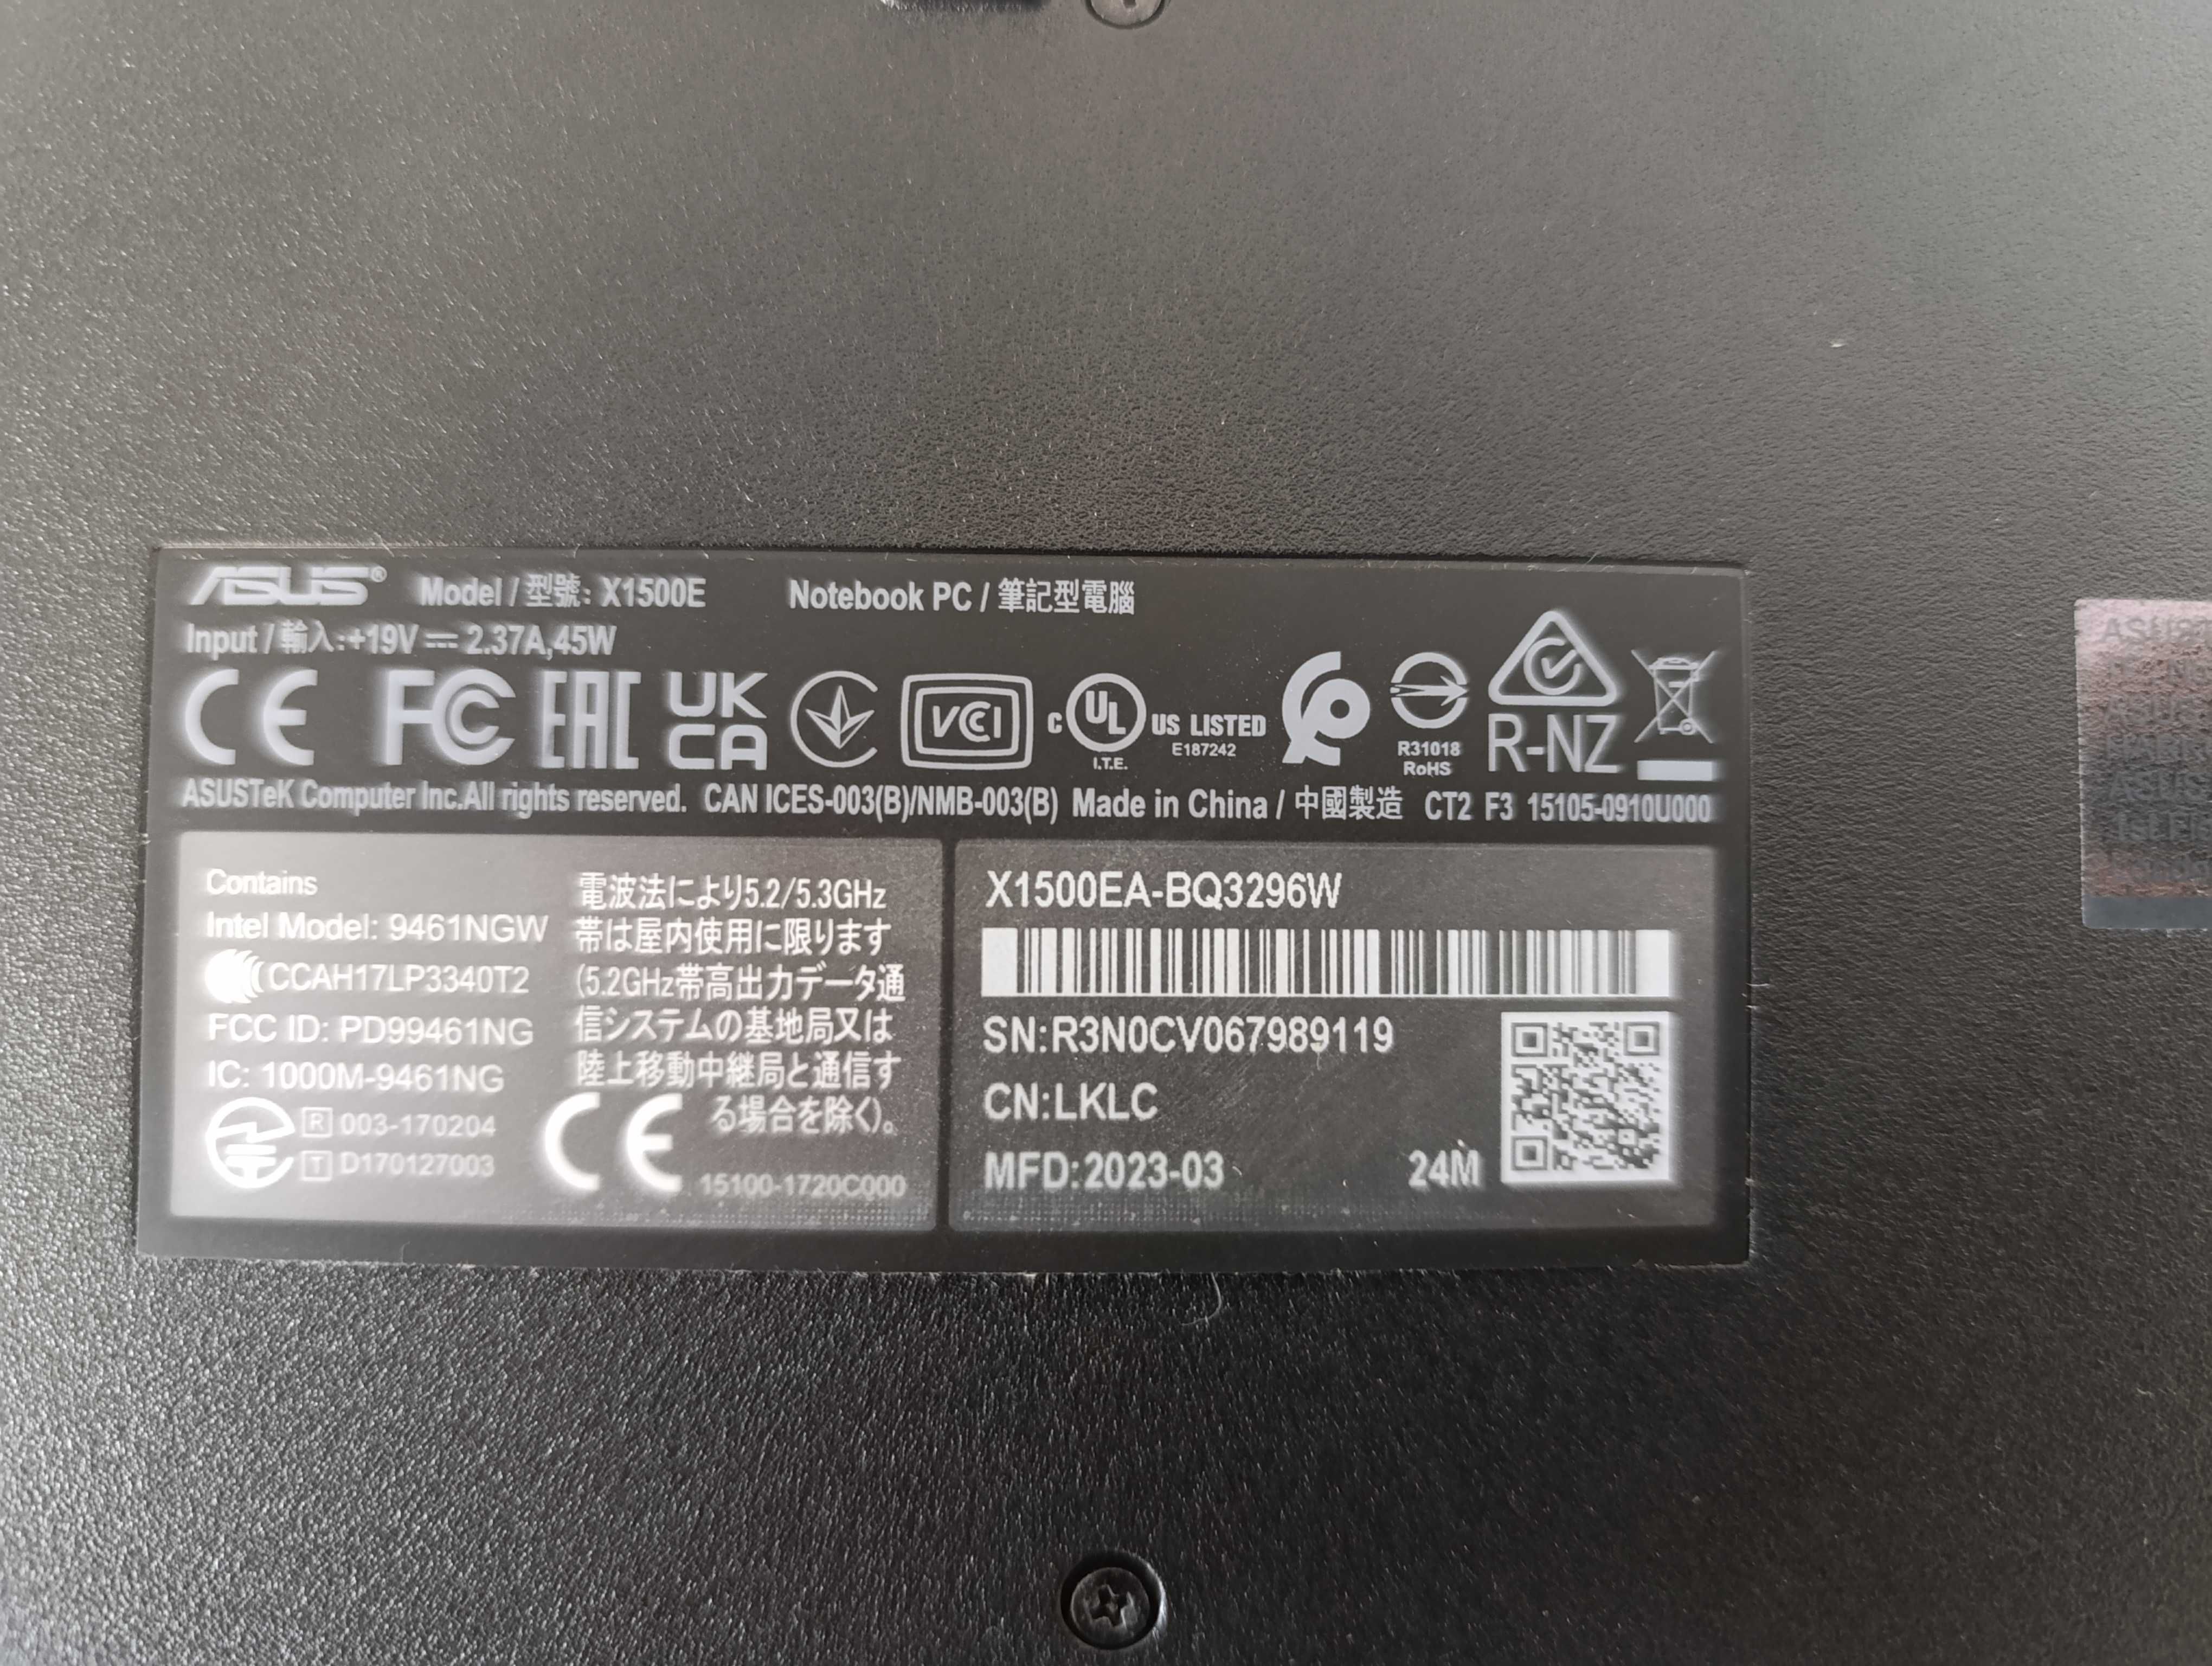 ASUS® Model / 型號: X1500E Notebook PC / 筆記型電腦
Input / 輸入:+19V ⎓ 2.37A,45W
CE FC EAC UK CA VCCI c UL US LISTED I.T.E. E187242 R31018 RoHS R-NZ
ASUSTeK Computer Inc.All rights reserved. CAN ICES-003(B)/NMB-003(B) Made in China / 中國製造 CT2 F3 15105-0910U000
Contains
Intel Model: 9461NGW
CCAH17LP3340T2
FCC ID: PD99461NG
IC: 1000M-9461NG
R 003-170204
T D170127003
電波法により5.2/5.3GHz
帯は屋内使用に限ります
(5.2GHz帯高出力データ通
信システムの基地局又は
陸上移動中継局と通信す
る場合を除く)。
CE 15100-1720C000
X1500EA-BQ3296W
SN:R3N0CV067989119
CN:LKLC
MFD:2023-03 24M